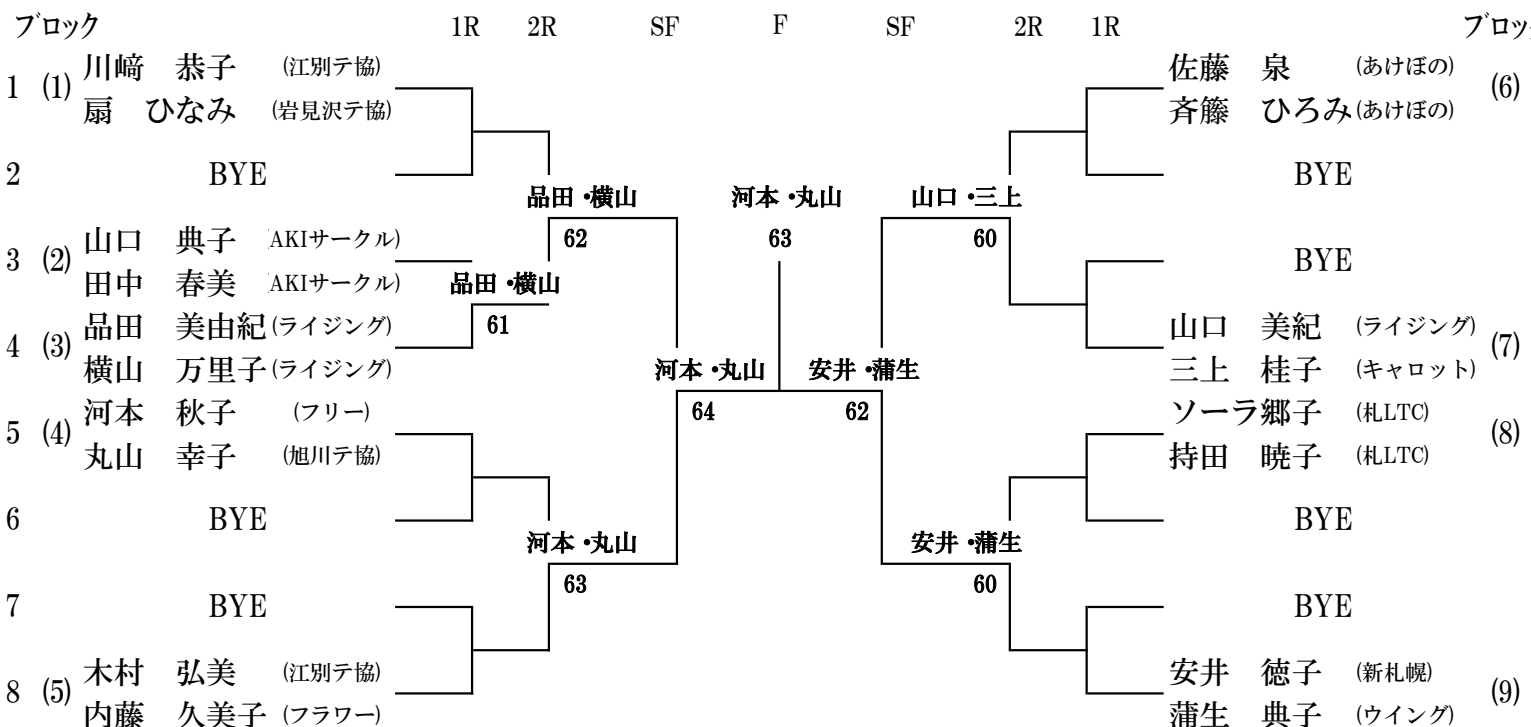 ブロック 1R 2R SF F SF 2R 1R ブロッ
1 (1) 川﨑 恭子 (江別テ協)
扇 ひなみ (岩見沢テ協)
佐藤 泉 (あけぼの) (6)
斉籐 ひろみ (あけぼの)
2 BYE
BYE
品田・横山 河本・丸山 山口・三上
62 63 60
3 (2) 山口 典子 (AKIサークル)
田中 春美 (AKIサークル)
BYE
品田・横山
61
4 (3) 品田 美由紀 (ライジング)
横山 万里子 (ライジング)
山口 美紀 (ライジング) (7)
三上 桂子 (キャロット)
河本・丸山 安井・蒲生
64 62
5 (4) 河本 秋子 (フリー)
丸山 幸子 (旭川テ協)
ソーラ郷子 (札LTC) (8)
持田 暁子 (札LTC)
6 BYE
BYE
河本・丸山 安井・蒲生
63 60
7 BYE
BYE
8 (5) 木村 弘美 (江別テ協)
内藤 久美子 (フラワー)
安井 徳子 (新札幌) (9)
蒲生 典子 (ウイング)